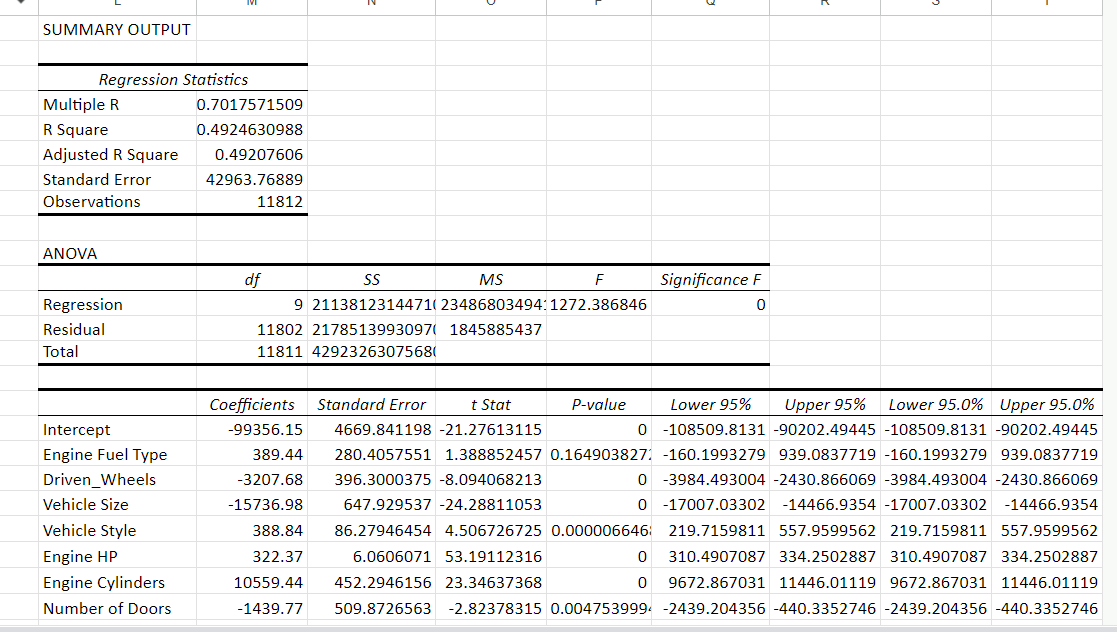 L M N O P Q R S T
SUMMARY OUTPUT
Regression Statistics
Multiple R 0.7017571509
R Square 0.4924630988
Adjusted R Square 0.49207606
Standard Error 42963.76889
Observations 11812
ANOVA
df SS MS F Significance F
Regression 9 2113812314471 234868034941 1272.386846 0
Residual 11802 2178513993097 1845885437
Total 11811 4292326307568
Coefficients Standard Error t Stat P-value Lower 95% Upper 95% Lower 95.0% Upper 95.0%
Intercept -99356.15 4669.841198 -21.27613115 0 -108509.8131 -90202.49445 -108509.8131 -90202.49445
Engine Fuel Type 389.44 280.4057551 1.388852457 0.164903827 -160.1993279 939.0837719 -160.1993279 939.0837719
Driven_Wheels -3207.68 396.3000375 -8.094068213 0 -3984.493004 -2430.866069 -3984.493004 -2430.866069
Vehicle Size -15736.98 647.929537 -24.28811053 0 -17007.03302 -14466.9354 -17007.03302 -14466.9354
Vehicle Style 388.84 86.27946454 4.506726725 0.000006646 219.7159811 557.9599562 219.7159811 557.9599562
Engine HP 322.37 6.0606071 53.19112316 0 310.4907087 334.2502887 310.4907087 334.2502887
Engine Cylinders 10559.44 452.2946156 23.34637368 0 9672.867031 11446.01119 9672.867031 11446.01119
Number of Doors -1439.77 509.8726563 -2.82378315 0.0047539994 -2439.204356 -440.3352746 -2439.204356 -440.3352746